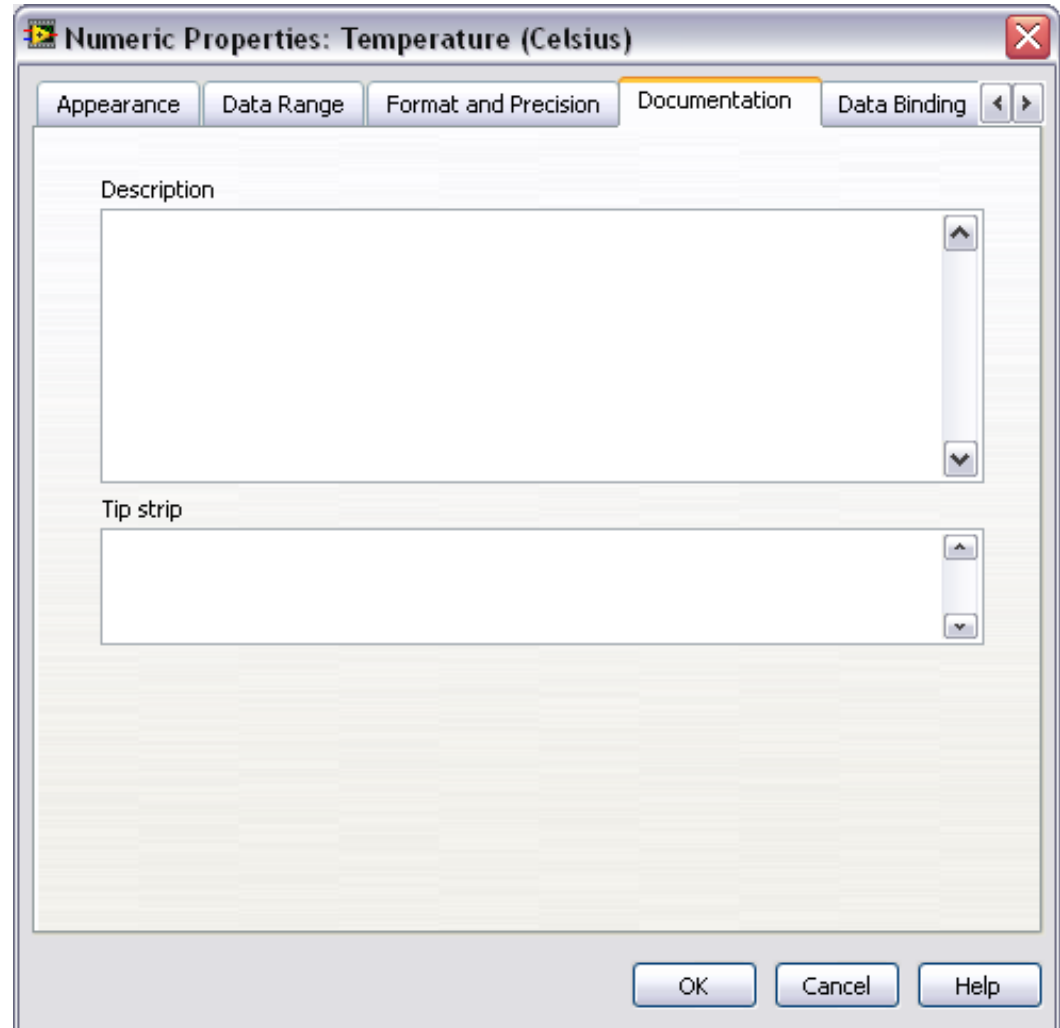 Numeric Properties: Temperature (Celsius)
Appearance Data Range Format and Precision Documentation Data Binding
Description
Tip strip
OK Cancel Help